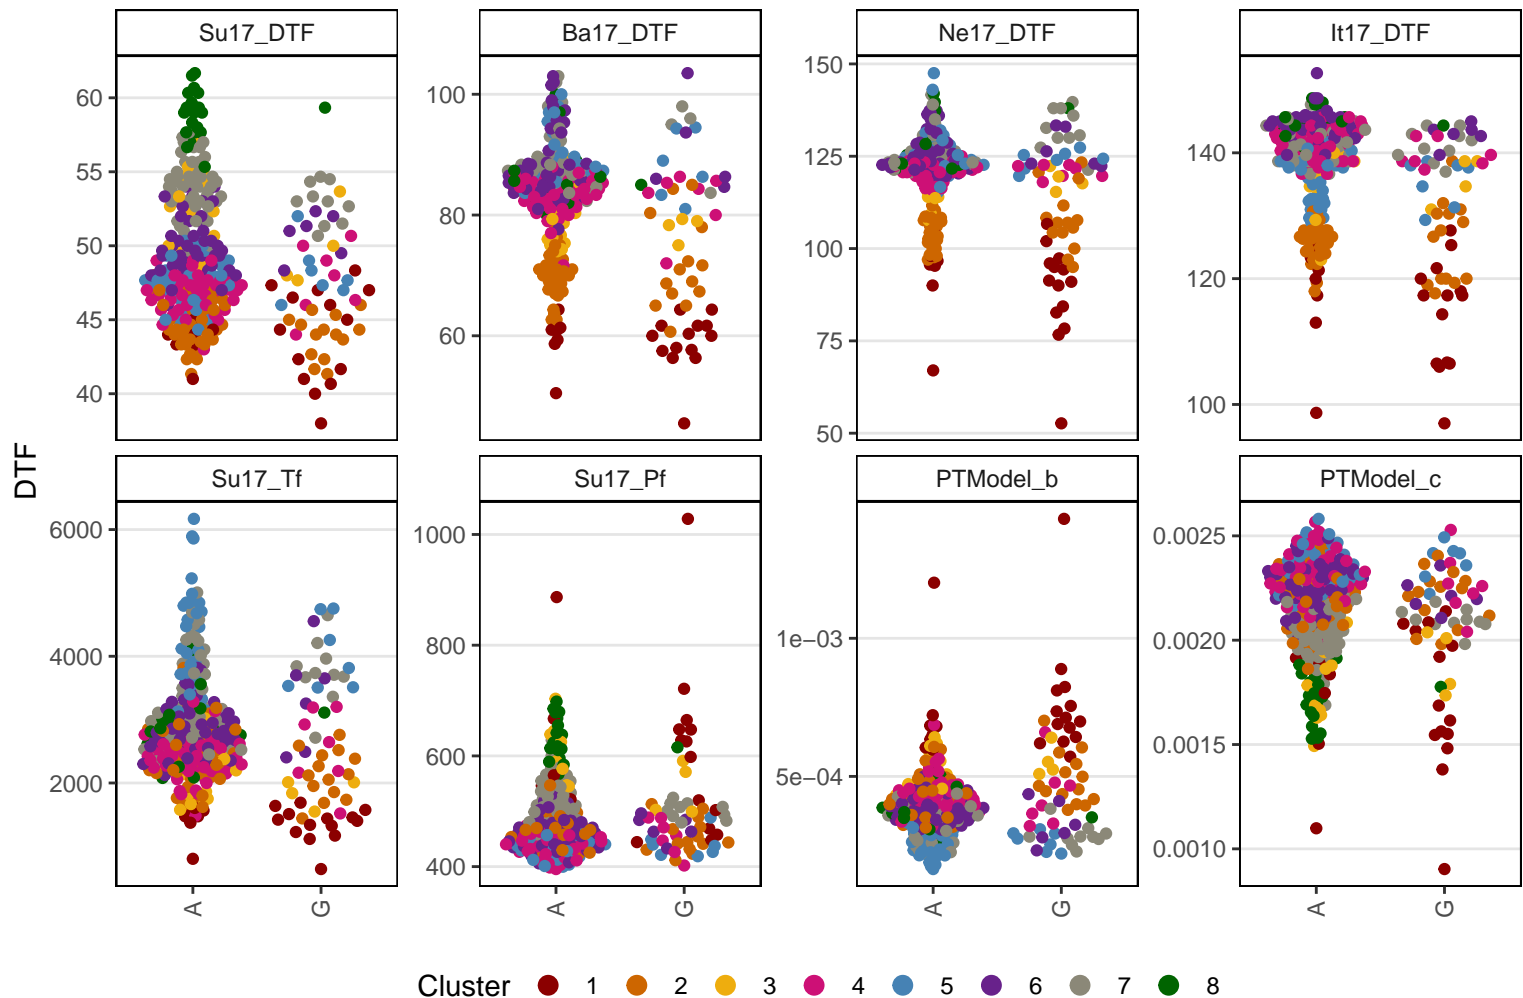 Su17_DTF
Ba17_DTF
Ne17_DTF
It17_DTF
60
55
50
45
40
100
80
60
150
125
100
75
50
140
120
100
DTF
Su17_Tf
Su17_Pf
PTModel_b
PTModel_c
6000
4000
2000
1000
800
600
400
1e−03
5e−04
0.0025
0.0020
0.0015
0.0010
A
G
A
G
A
G
A
G
Cluster 1 2 3 4 5 6 7 8